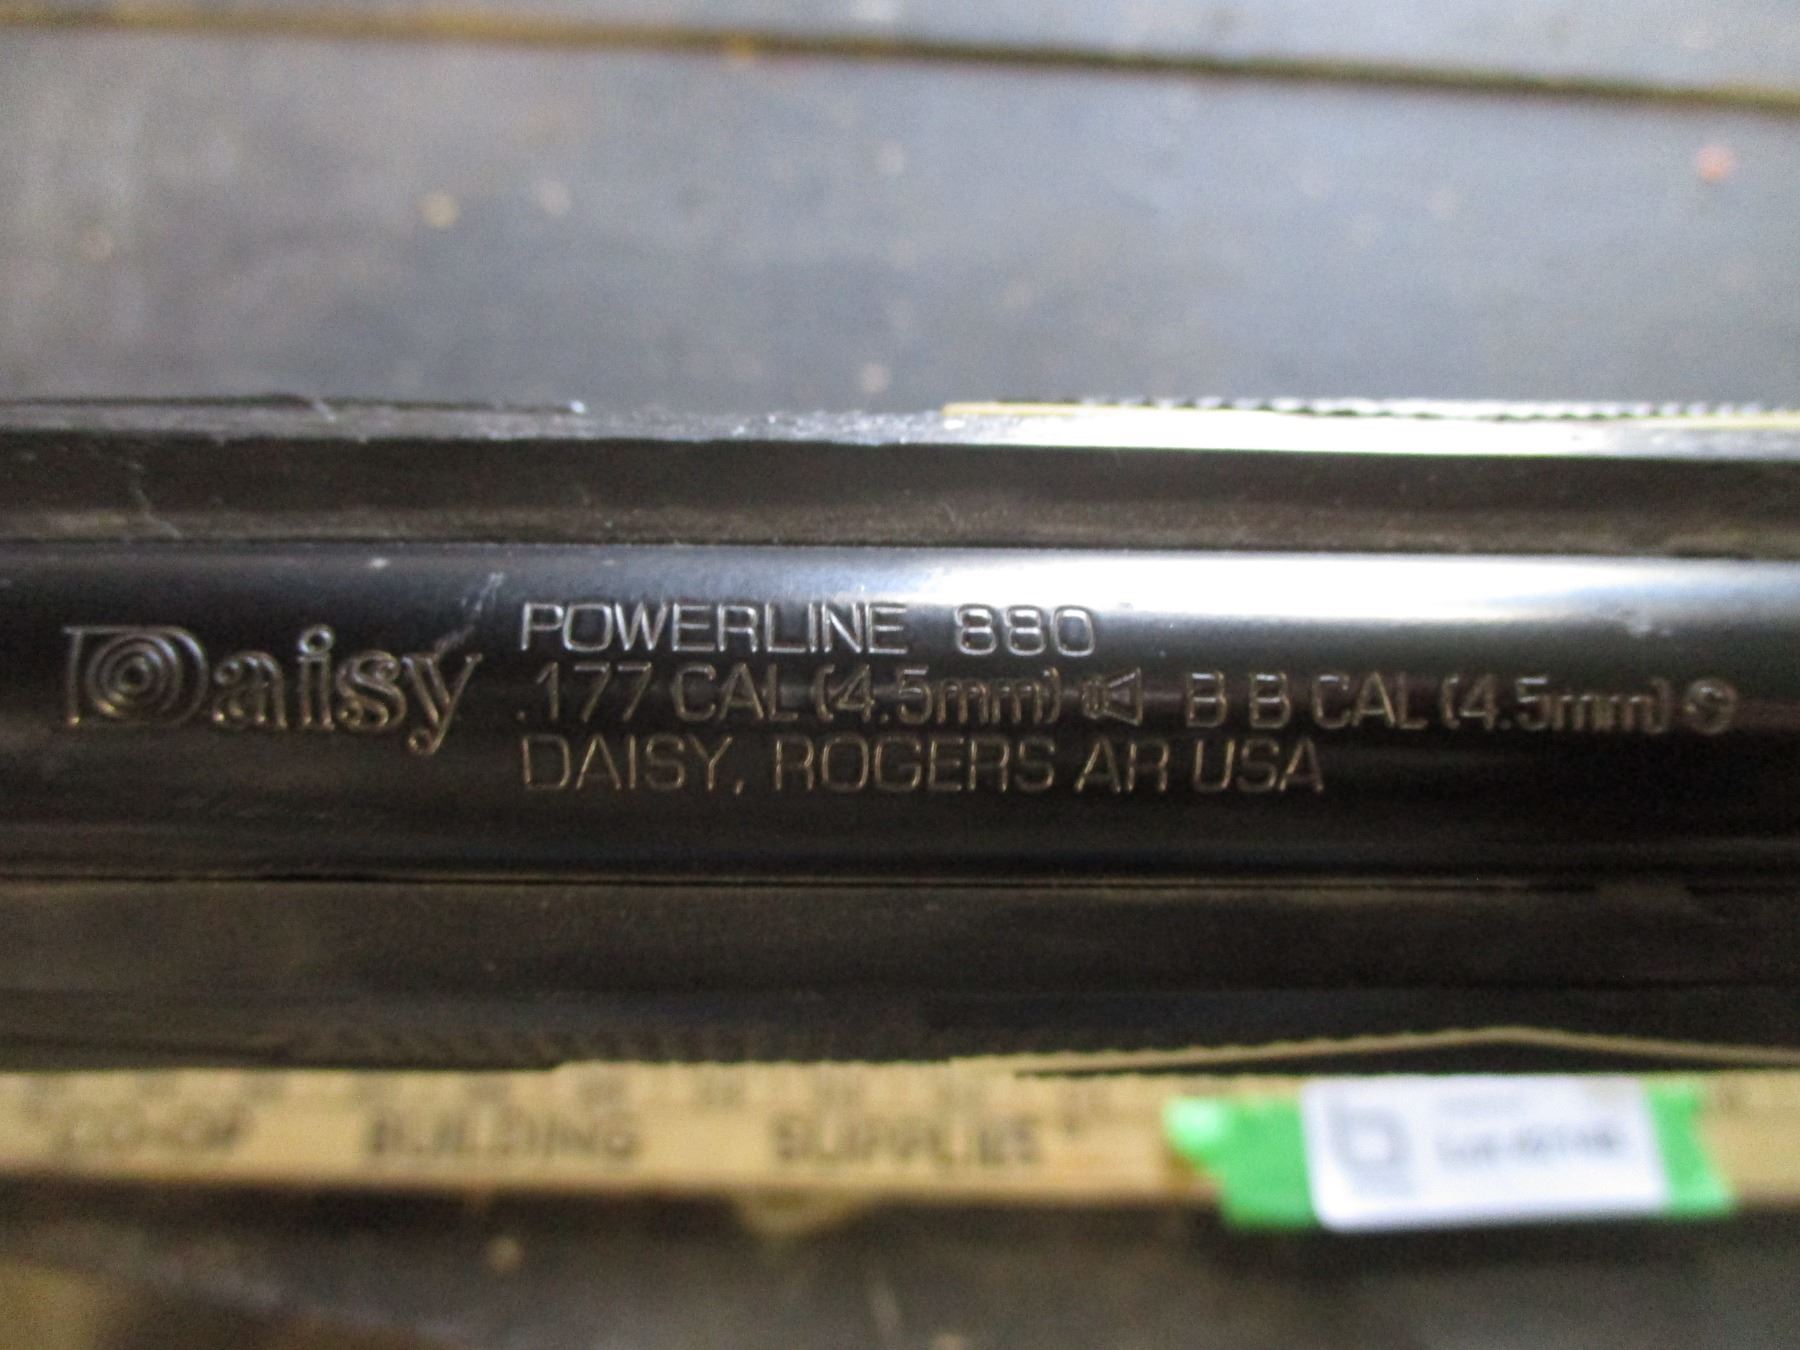 Daisy
POWERLINE 880
.177 CAL (4.5mm) B B CAL (4.5mm)
DAISY, ROGERS AR USA
CO-OP BUILDING SUPPLIES